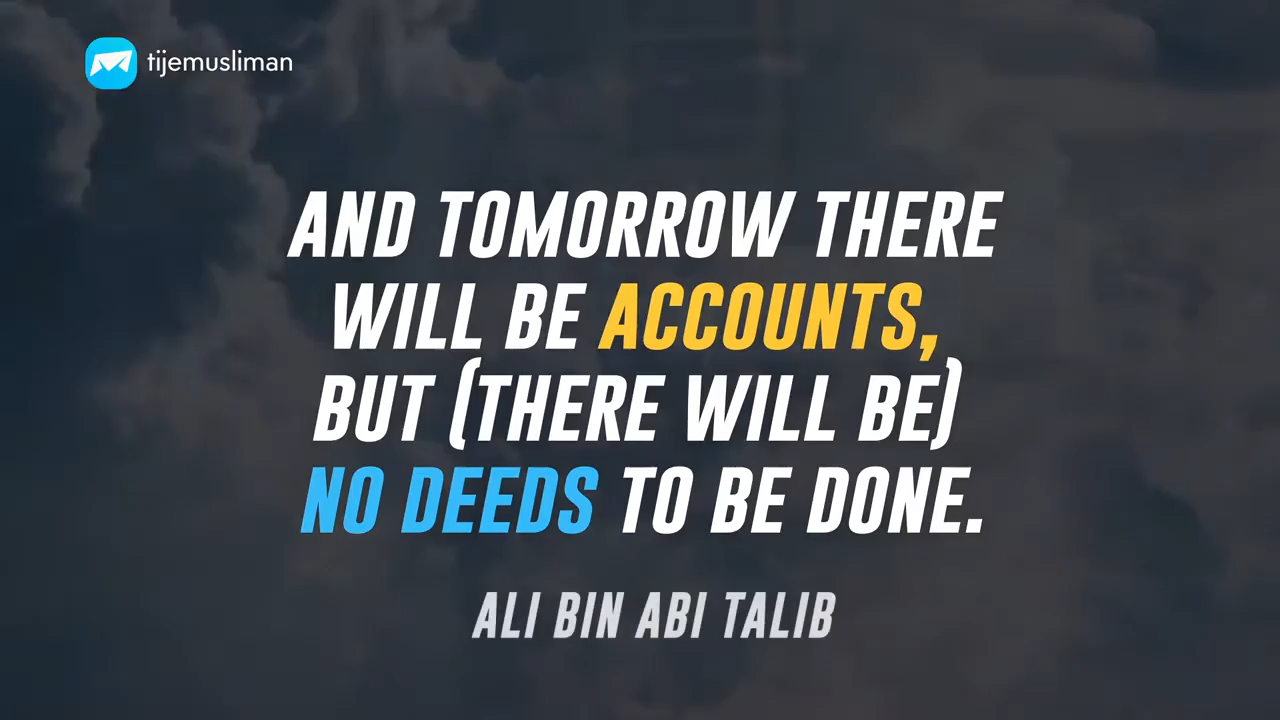 tijemusliman
AND TOMORROW THERE
WILL BE ACCOUNTS,
BUT (THERE WILL BE)
NO DEEDS TO BE DONE.
ALI BIN ABI TALIB